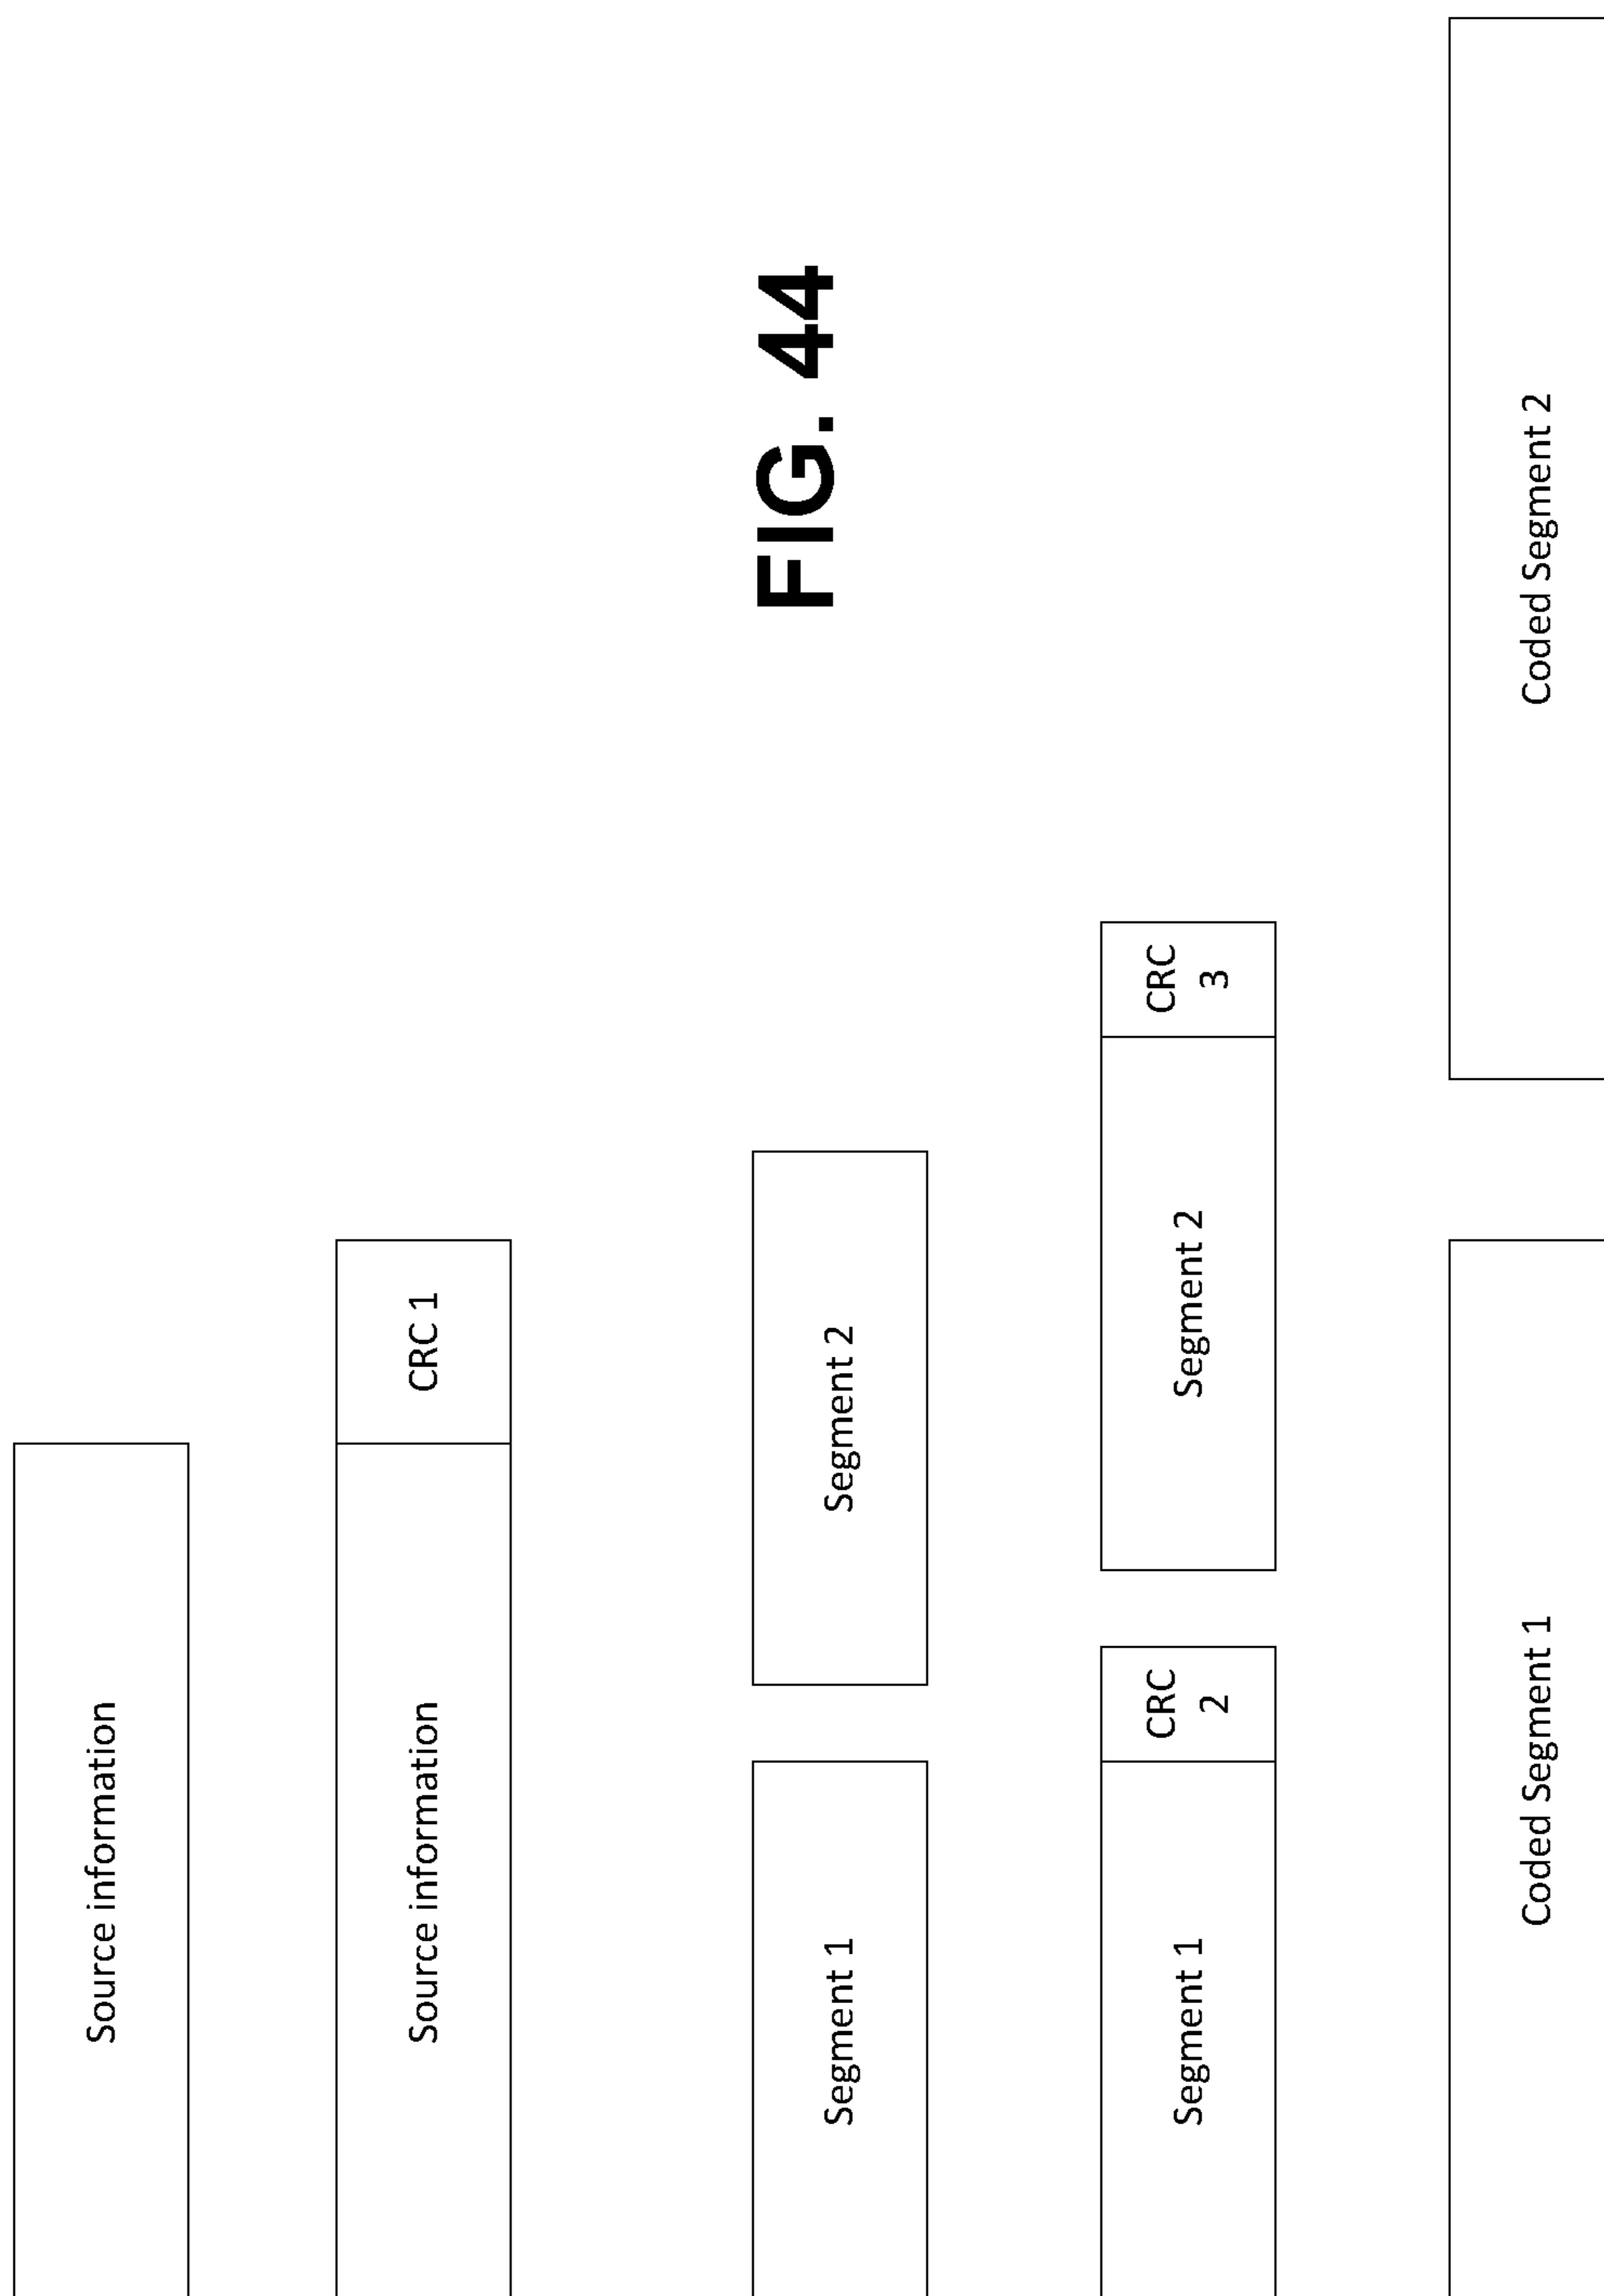 Source information
Source information
CRC 1
Segment 1
Segment 2
Segment 1
CRC
2
Segment 2
CRC
3
Coded Segment 1
Coded Segment 2
FIG. 44